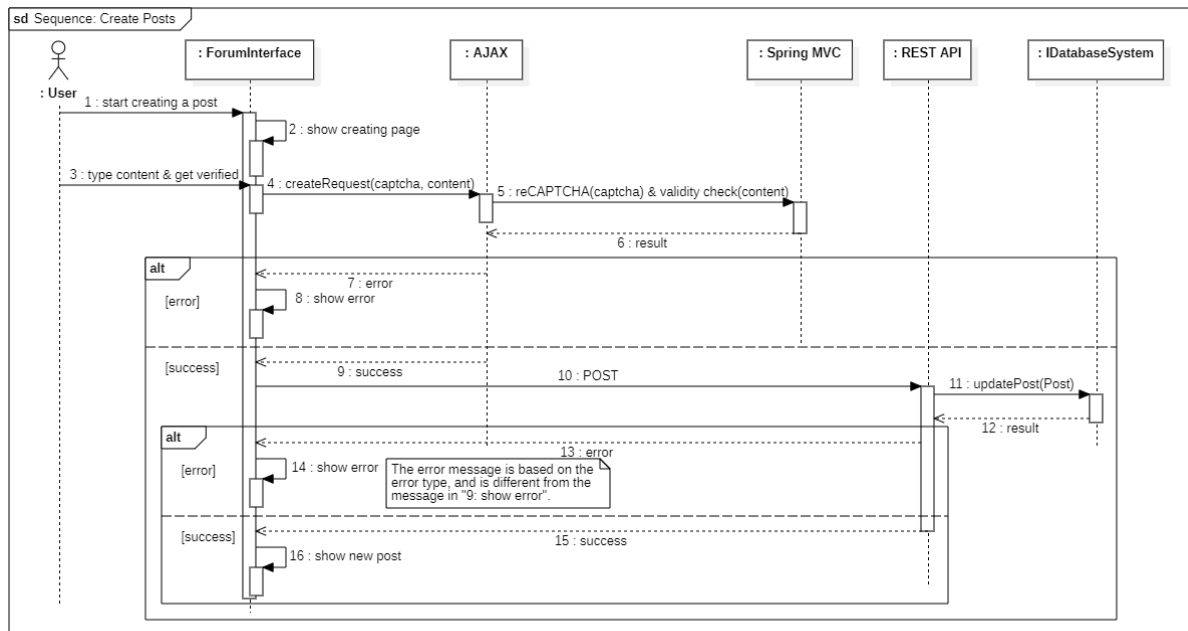 sd Sequence: Create Posts
: User
: ForumInterface
: AJAX
: Spring MVC
: REST API
: IDatabaseSystem
1 : start creating a post
2 : show creating page
3 : type content & get verified
4 : createRequest(captcha, content)
5 : reCAPTCHA(captcha) & validity check(content)
6 : result
alt
7 : error
[error]
8 : show error
[success]
9 : success
10 : POST
11 : updatePost(Post)
12 : result
alt
13 : error
[error]
14 : show error
The error message is based on the
error type, and is different from the
message in "9: show error".
[success]
15 : success
16 : show new post